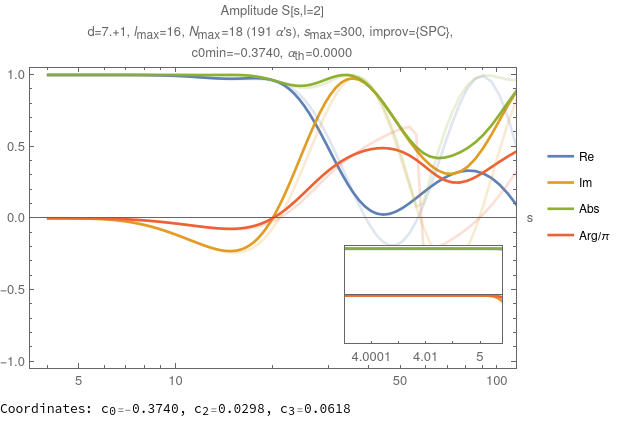 Amplitude S[s,l=2]
d=7.+1, lmax=16, Nmax=18 (191 α's), smax=300, improv={SPC},
c0min=-0.3740, αth=0.0000
1.0
0.5
0.0
-0.5
-1.0
5
10
50
100
s
4.0001
4.01
5
Re
Im
Abs
Arg/π
Coordinates: c0=-0.3740, c2=0.0298, c3=0.0618